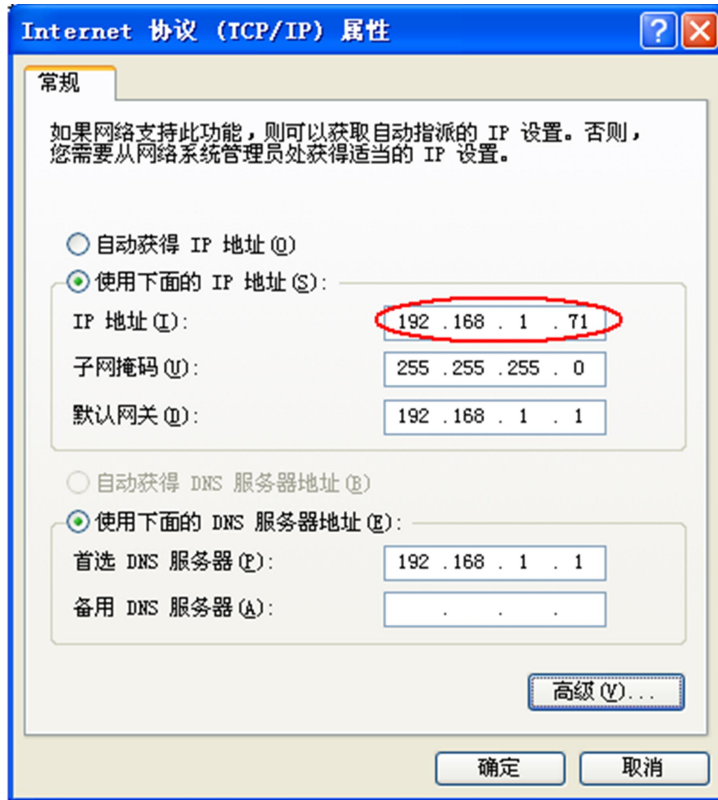 Internet 协议 (TCP/IP) 属性
常规
如果网络支持此功能，则可以获取自动指派的 IP 设置。否则，
您需要从网络系统管理员处获得适当的 IP 设置。
自动获得 IP 地址(O)
使用下面的 IP 地址(S):
IP 地址(I): 192 .168 . 1 . 71
子网掩码(U): 255 .255 .255 . 0
默认网关(D): 192 .168 . 1 . 1
自动获得 DNS 服务器地址(B)
使用下面的 DNS 服务器地址(E):
首选 DNS 服务器(P): 192 .168 . 1 . 1
备用 DNS 服务器(A): . . .
高级(V)...
确定 取消